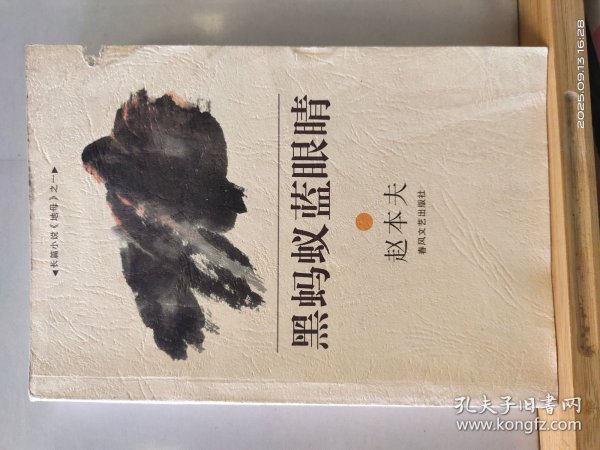 ◀长篇小说《地母》之一▶
黑蚂蚁蓝眼睛
赵本夫
春风文艺出版社
2025.09.13 16:28
孔夫子旧书网
www.kongfz.com